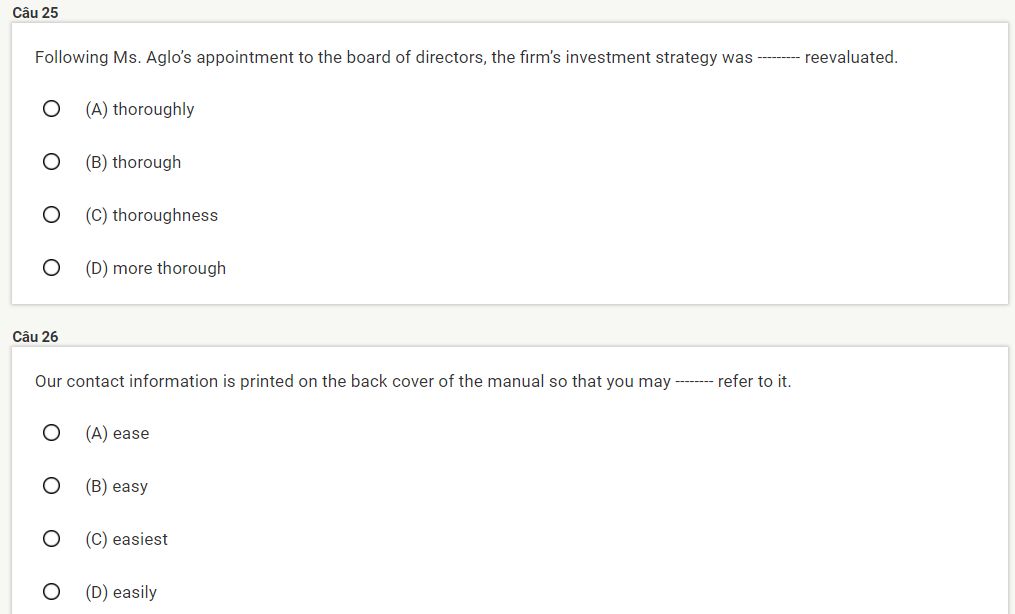 Câu 25
Following Ms. Aglo’s appointment to the board of directors, the firm’s investment strategy was --------- reevaluated.
(A) thoroughly
(B) thorough
(C) thoroughness
(D) more thorough
Câu 26
Our contact information is printed on the back cover of the manual so that you may -------- refer to it.
(A) ease
(B) easy
(C) easiest
(D) easily